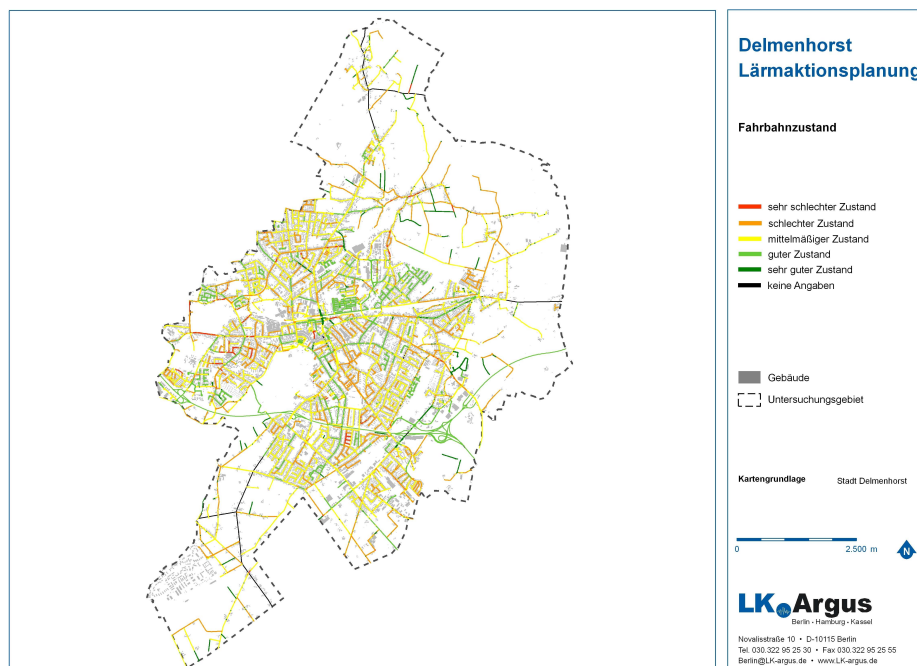 Delmenhorst
Lärmaktionsplanung
Fahrbahnzustand
sehr schlechter Zustand
schlechter Zustand
mittelmäßiger Zustand
guter Zustand
sehr guter Zustand
keine Angaben
Gebäude
Untersuchungsgebiet
Kartengrundlage Stadt Delmenhorst
0 2.500 m
N
LK Argus
Berlin - Hamburg - Kassel
Novalisstraße 10 • D-10115 Berlin
Tel. 030.322 95 25 30 • Fax 030.322 95 25 55
Berlin@LK-argus.de • www.LK-argus.de